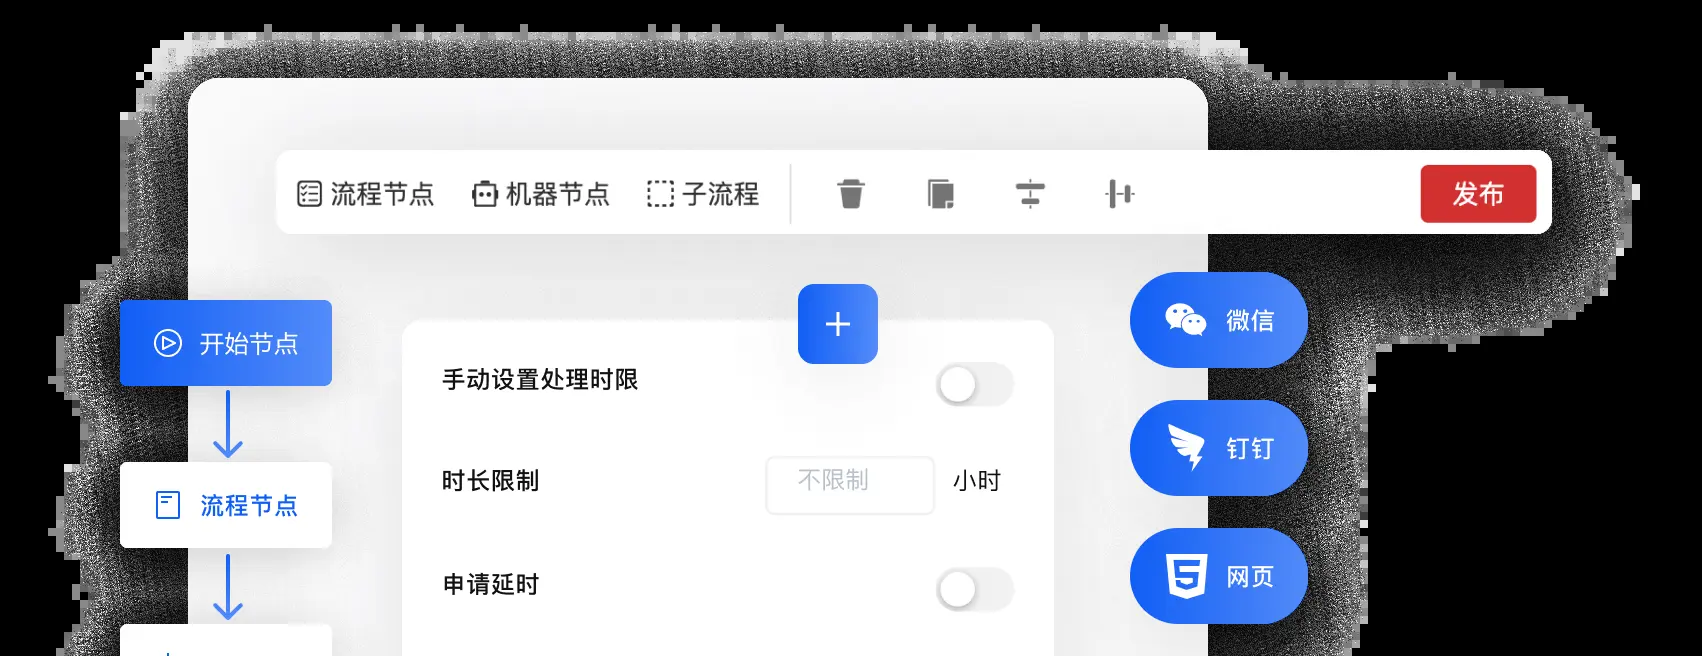 流程节点 机器节点 子流程 发布
开始节点
流程节点
手动设置处理时限
时长限制 不限制 小时
申请延时
微信
钉钉
网页